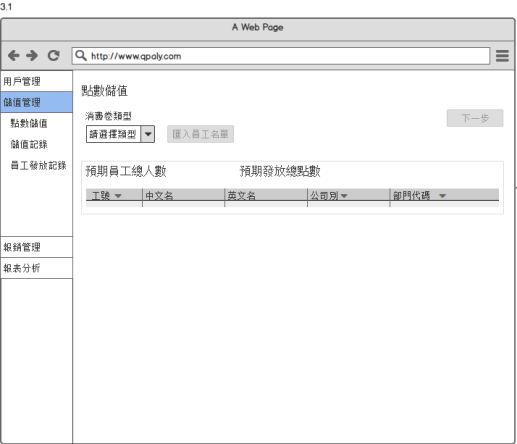 3.1
A Web Page
http://www.qpoly.com
用戶管理
儲值管理
點數儲值
儲值記錄
員工發放記錄
報銷管理
報表分析
點數儲值
消費卷類型
請選擇類型
匯入員工名單
下一步
預期員工總人數 預期發放總點數
工號 中文名 英文名 公司別 部門代碼